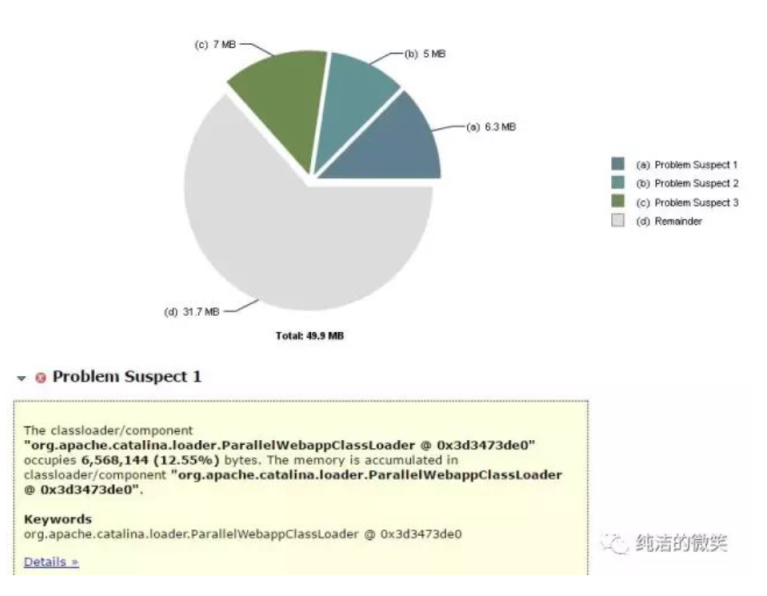 (c) 7 MB
(b) 5 MB
(a) 6.3 MB
(a) Problem Suspect 1
(b) Problem Suspect 2
(c) Problem Suspect 3
(d) Remainder
(d) 31.7 MB
Total: 49.9 MB
Problem Suspect 1
The classloader/component
"org.apache.catalina.loader.ParallelWebappClassLoader @ 0x3d3473de0"
occupies 6,568,144 (12.55%) bytes. The memory is accumulated in
classloader/component "org.apache.catalina.loader.ParallelWebappClassLoader
@ 0x3d3473de0".
Keywords
org.apache.catalina.loader.ParallelWebappClassLoader @ 0x3d3473de0
Details »
纯洁的微笑